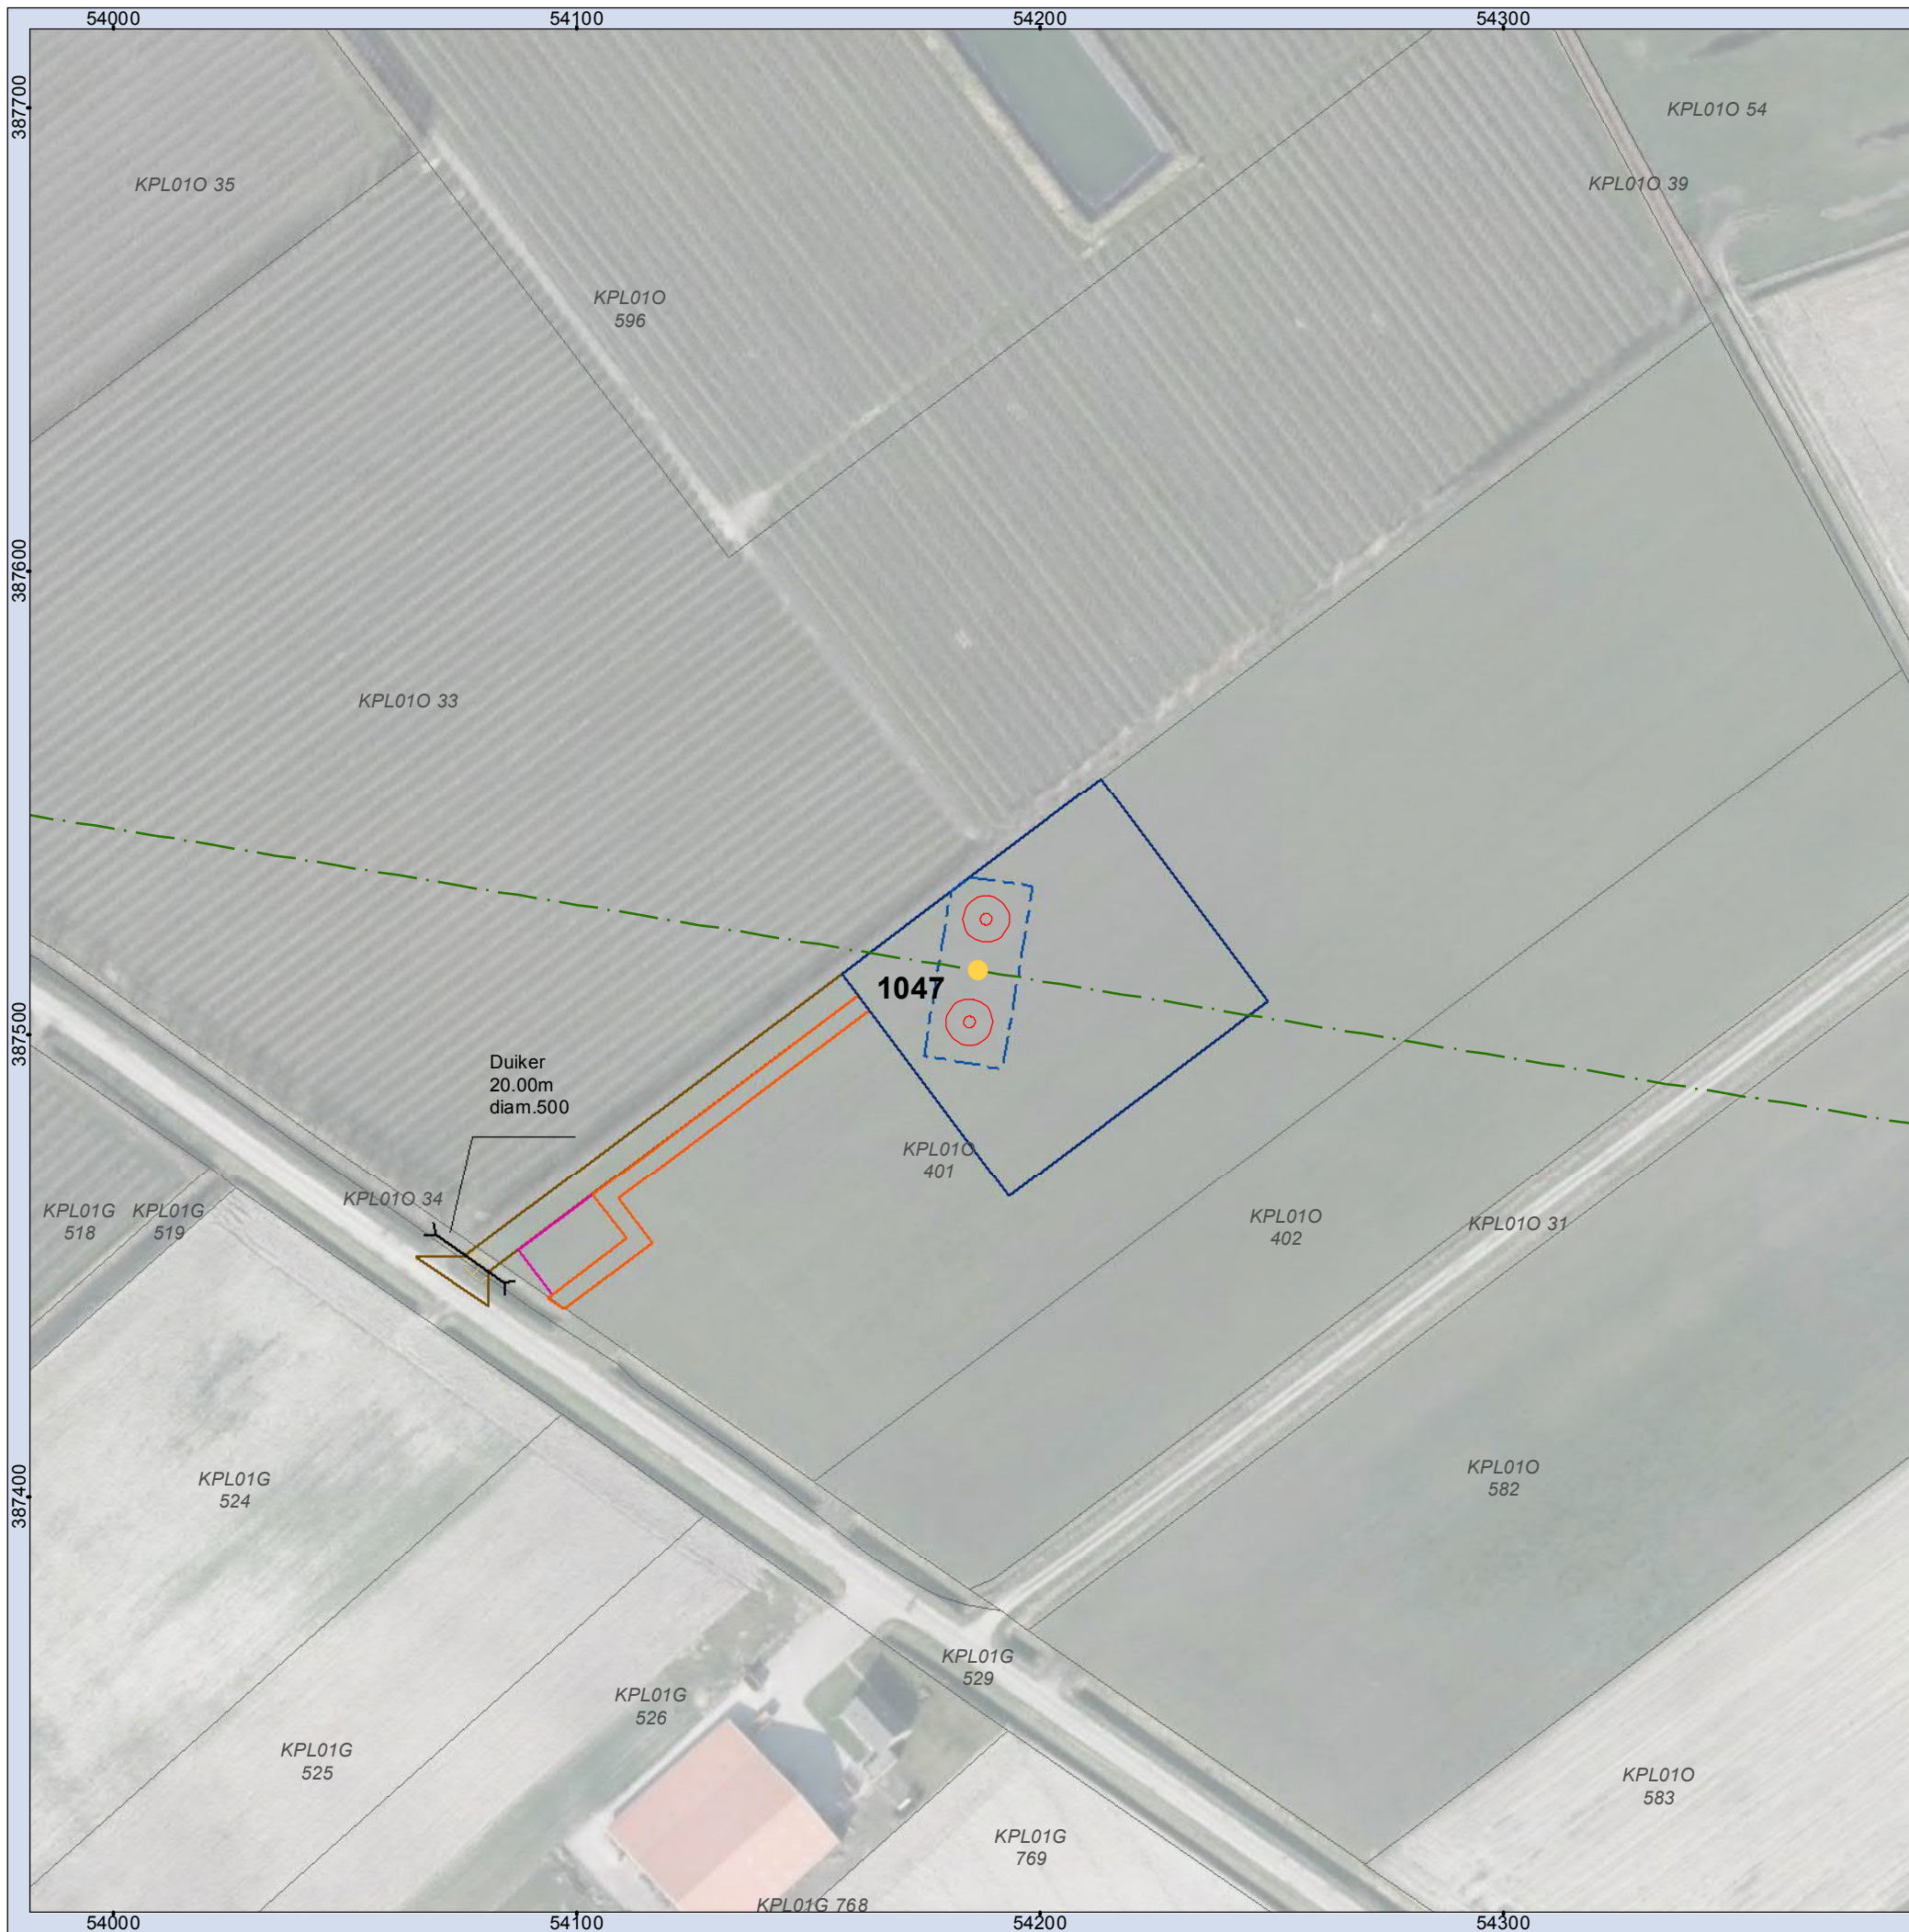 54000 54100 54200 54300
387700
KPL01O 54
KPL01O 35
KPL01O 39
KPL01O
596
387600
KPL01O 33
1047
387500
Duiker
20.00m
diam.500
KPL01O
401
KPL01O 34
KPL01G
518
KPL01G
519
KPL01O
402
KPL01O 31
KPL01G
524
387400
KPL01O
582
KPL01G
529
KPL01G
526
KPL01G
525
KPL01O
583
KPL01G
769
KPL01G 768
54000 54100 54200 54300